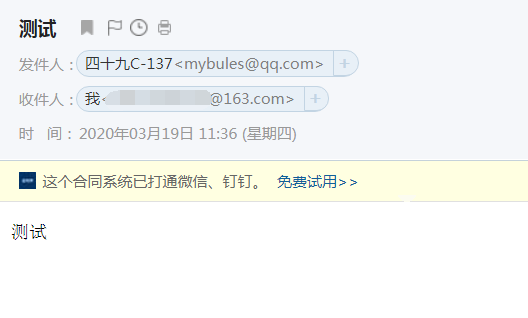 测试
发件人：四十九C-137<mybules@qq.com>
收件人：我<@163.com>
时 间：2020年03月19日 11:36 (星期四)
这个合同系统已打通微信、钉钉。 免费试用>>
测试